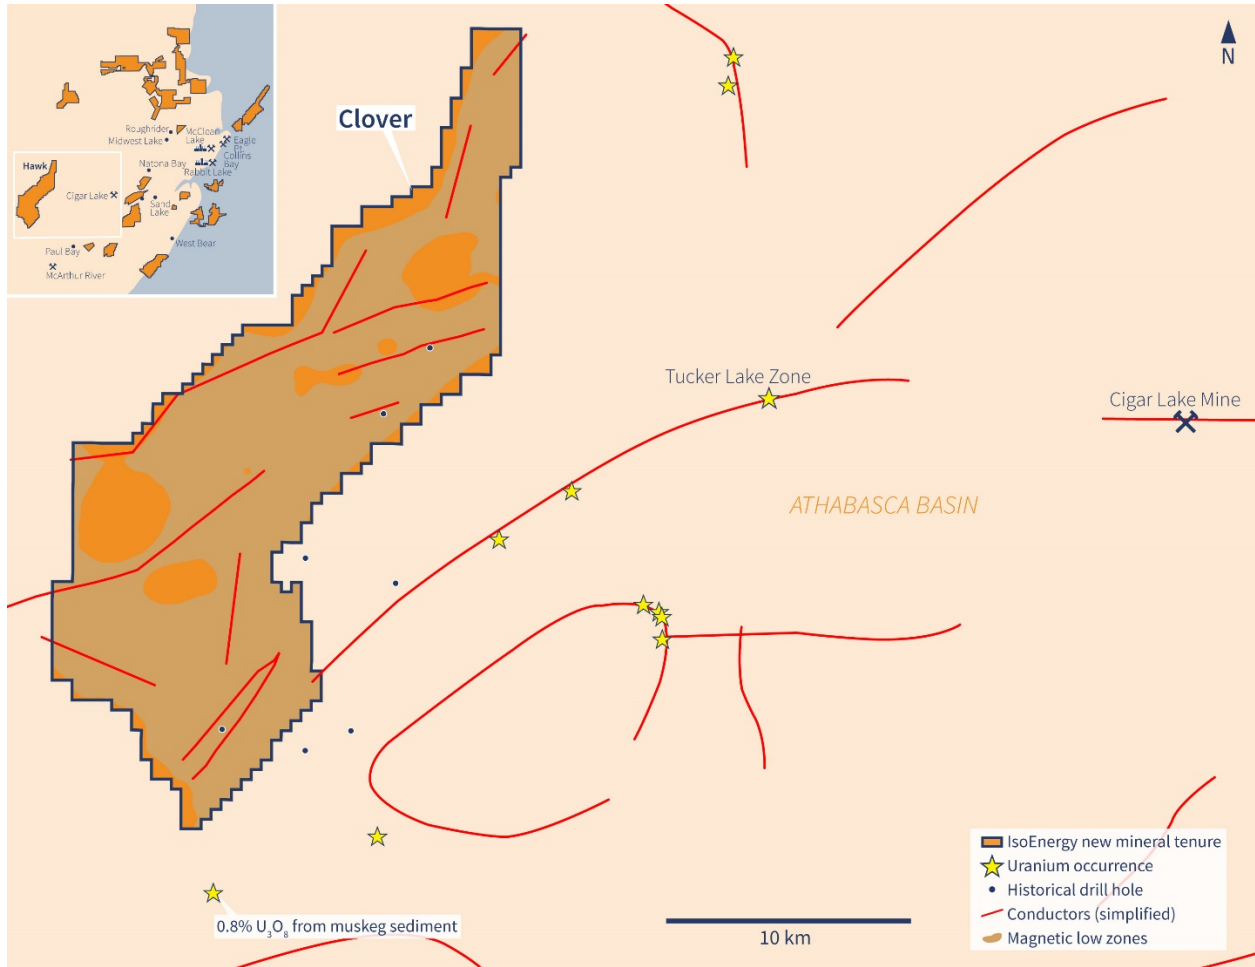 Roughrider
Midwest Lake
McClean
Lake
Eagle
Pt.
Collins
Bay
Rabbit Lake
Hawk
Natona Bay
Cigar Lake
Sand
Lake
Paul Bay
West Bear
McArthur River
Clover
N
Tucker Lake Zone
Cigar Lake Mine
ATHABASCA BASIN
0.8% U₃O₈ from muskeg sediment
10 km
IsoEnergy new mineral tenure
Uranium occurrence
Historical drill hole
Conductors (simplified)
Magnetic low zones